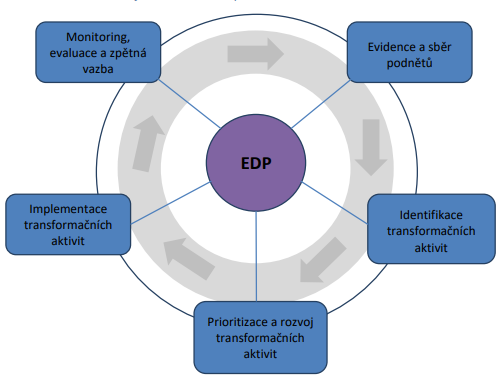 Monitoring,
evaluace a zpětná
vazba
Evidence a sběr
podnětů
EDP
Implementace
transformačních
aktivit
Identifikace
transformačních
aktivit
Prioritizace a rozvoj
transformačních
aktivit